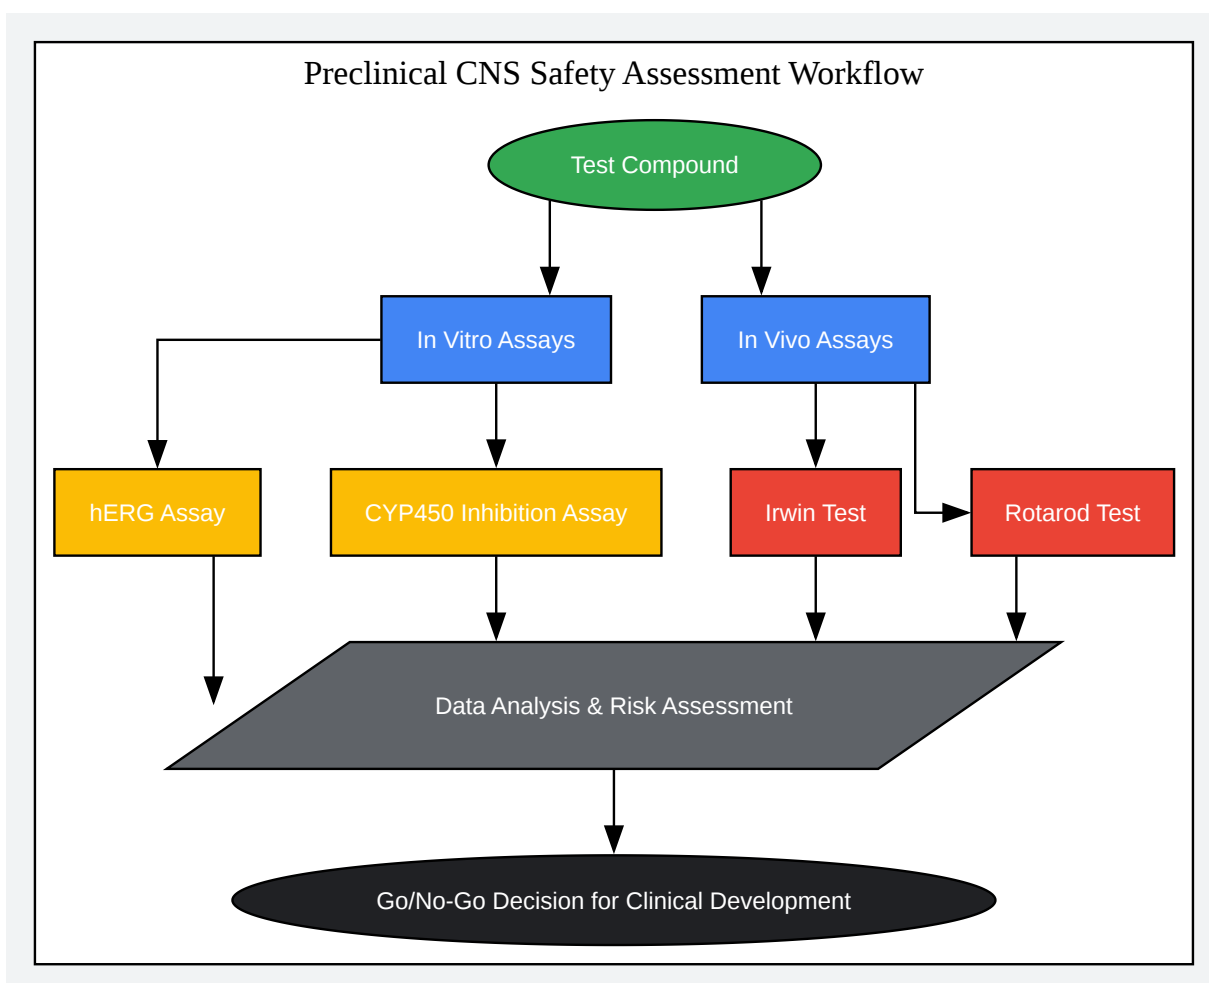 Preclinical CNS Safety Assessment Workflow
Test Compound
In Vitro Assays
In Vivo Assays
hERG Assay
CYP450 Inhibition Assay
Irwin Test
Rotarod Test
Data Analysis & Risk Assessment
Go/No-Go Decision for Clinical Development